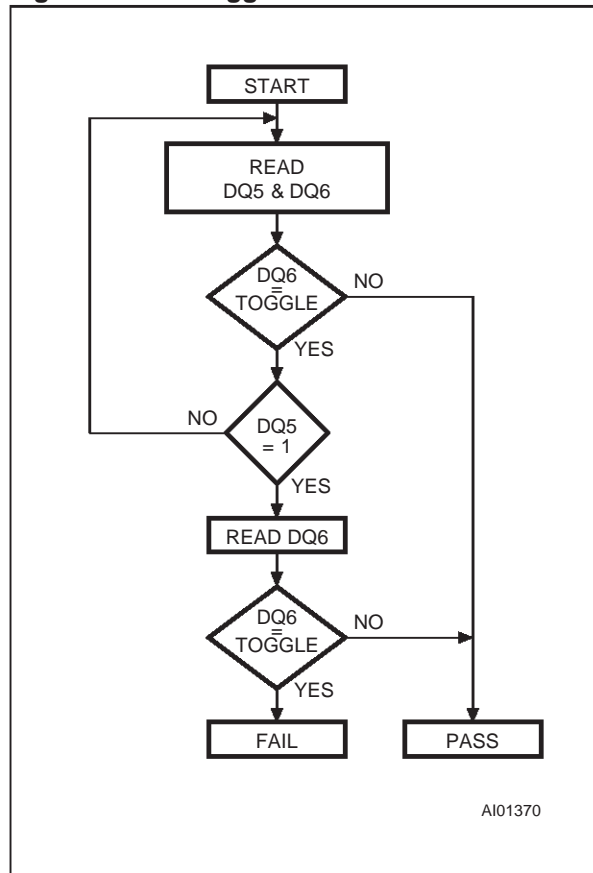 START
READ
DQ5 & DQ6
DQ6
=
TOGGLE
NO
YES
NO
DQ5
= 1
YES
READ DQ6
DQ6
=
TOGGLE
NO
YES
FAIL
PASS
AI01370